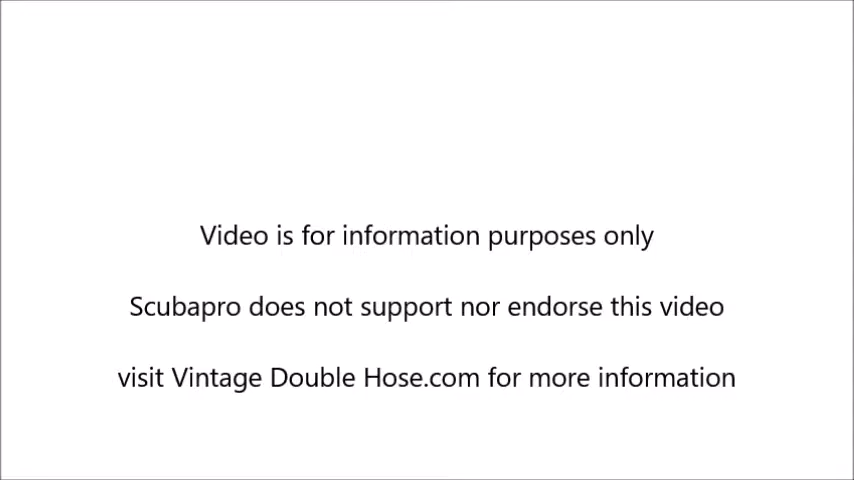 Video is for information purposes only
Scubapro does not support nor endorse this video
visit Vintage Double Hose.com for more information